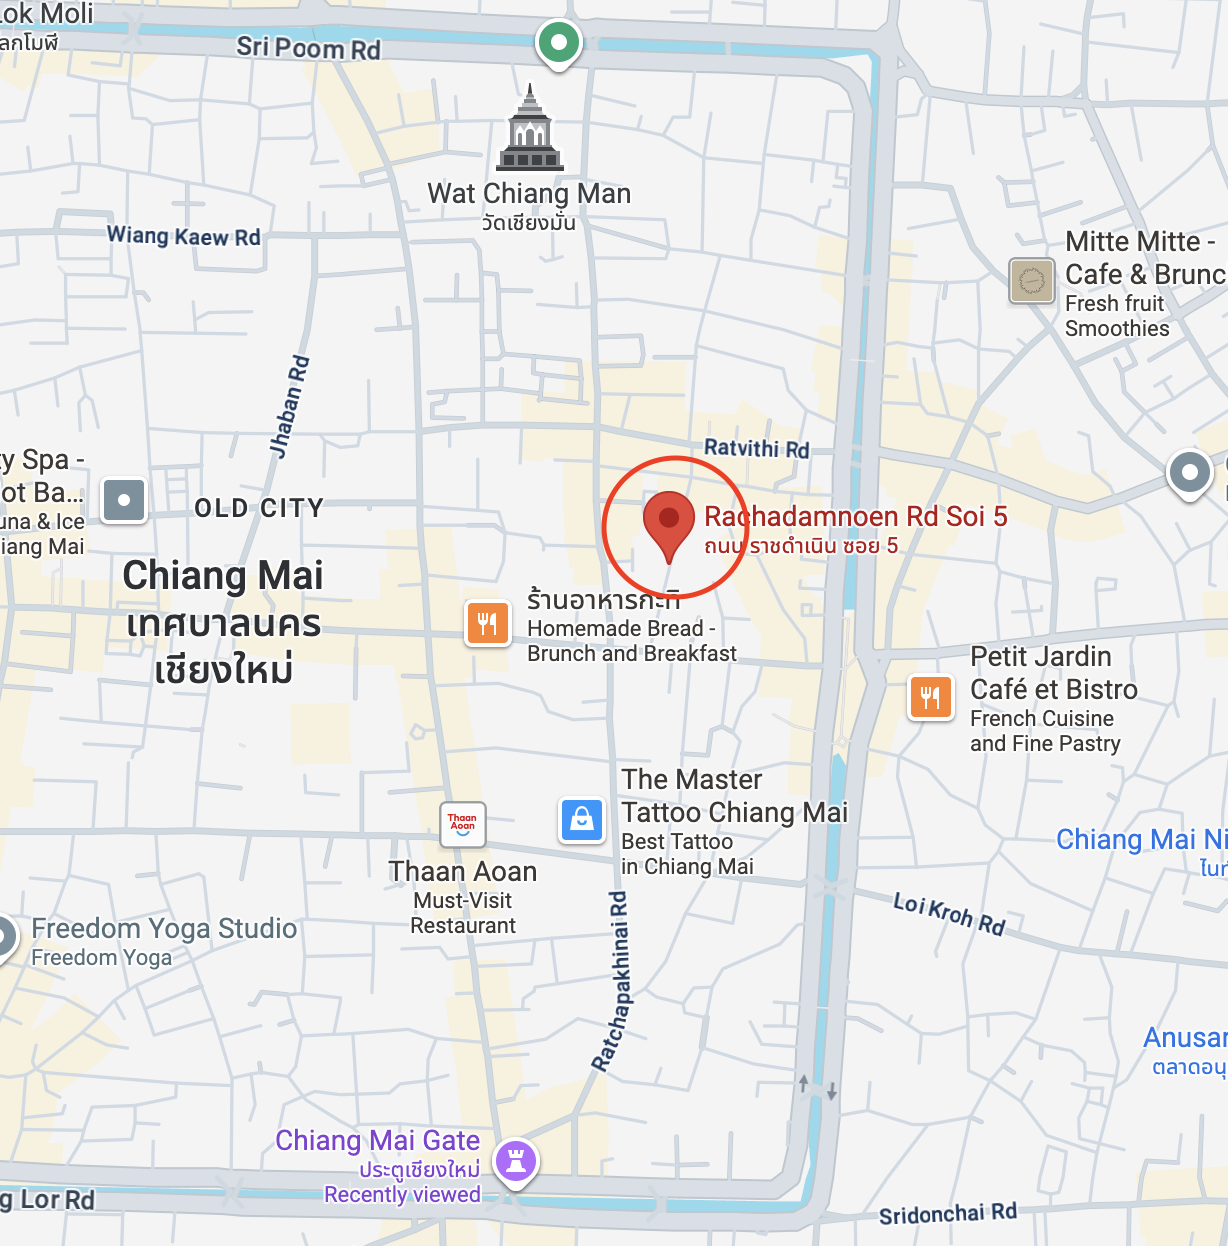 Lok Moli
ลกโมฬี
Sri Poom Rd
Wat Chiang Man
วัดเชียงมั่น
Wiang Kaew Rd
Mitte Mitte -
Cafe & Brunc
Fresh fruit
Smoothies
Jhaban Rd
Ratvithi Rd
ty Spa -
ot Ba...
una & Ice
iang Mai
OLD CITY
Rachadamnoen Rd Soi 5
ถนน ราชดำเนิน ซอย 5
Chiang Mai
เทศบาลนคร
เชียงใหม่
ร้านอาหารกะทิ
Homemade Bread -
Brunch and Breakfast
Petit Jardin
Café et Bistro
French Cuisine
and Fine Pastry
The Master
Tattoo Chiang Mai
Best Tattoo
in Chiang Mai
Thaan
Aoan
Thaan Aoan
Must-Visit
Restaurant
Chiang Mai Ni
ไนท
Loi Kroh Rd
Freedom Yoga Studio
Freedom Yoga
Ratchapakhinai Rd
Anusar
ตลาดอนุ
Chiang Mai Gate
ประตูเชียงใหม่
Recently viewed
g Lor Rd
Sridonchai Rd